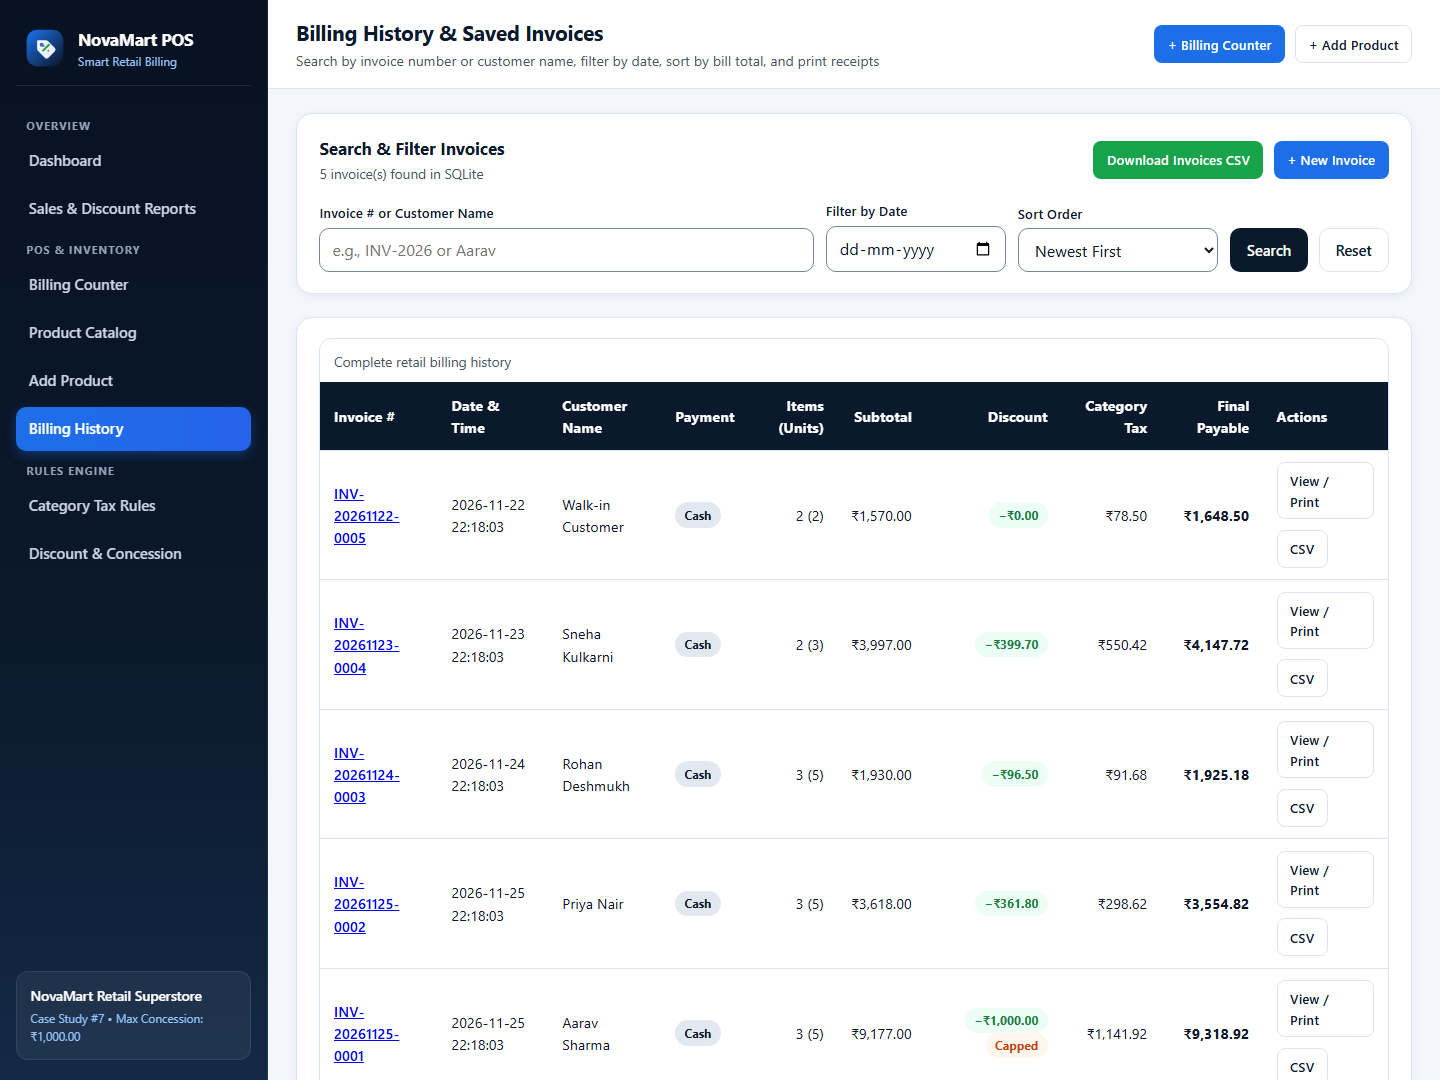 NovaMart POS
Smart Retail Billing
OVERVIEW
Dashboard
Sales & Discount Reports
POS & INVENTORY
Billing Counter
Product Catalog
Add Product
Billing History
RULES ENGINE
Category Tax Rules
Discount & Concession
NovaMart Retail Superstore
Case Study #7 • Max Concession:
₹1,000.00
Billing History & Saved Invoices
Search by invoice number or customer name, filter by date, sort by bill total, and print receipts
+ Billing Counter
+ Add Product
Search & Filter Invoices
5 invoice(s) found in SQLite
Download Invoices CSV
+ New Invoice
Invoice # or Customer Name
Filter by Date
Sort Order
e.g., INV-2026 or Aarav
dd-mm-yyyy
Newest First
Search
Reset
Complete retail billing history
Invoice #
Date &
Time
Customer
Name
Payment
Items
(Units)
Subtotal
Discount
Category
Tax
Final
Payable
Actions
INV-
20261122-
0005
2026-11-22
22:18:03
Walk-in
Customer
Cash
2 (2)
₹1,570.00
−₹0.00
₹78.50
₹1,648.50
View /
Print
CSV
INV-
20261123-
0004
2026-11-23
22:18:03
Sneha
Kulkarni
Cash
2 (3)
₹3,997.00
−₹399.70
₹550.42
₹4,147.72
View /
Print
CSV
INV-
20261124-
0003
2026-11-24
22:18:03
Rohan
Deshmukh
Cash
3 (5)
₹1,930.00
−₹96.50
₹91.68
₹1,925.18
View /
Print
CSV
INV-
20261125-
0002
2026-11-25
22:18:03
Priya Nair
Cash
3 (5)
₹3,618.00
−₹361.80
₹298.62
₹3,554.82
View /
Print
CSV
INV-
20261125-
0001
2026-11-25
22:18:03
Aarav
Sharma
Cash
3 (5)
₹9,177.00
−₹1,000.00
Capped
₹1,141.92
₹9,318.92
View /
Print
CSV